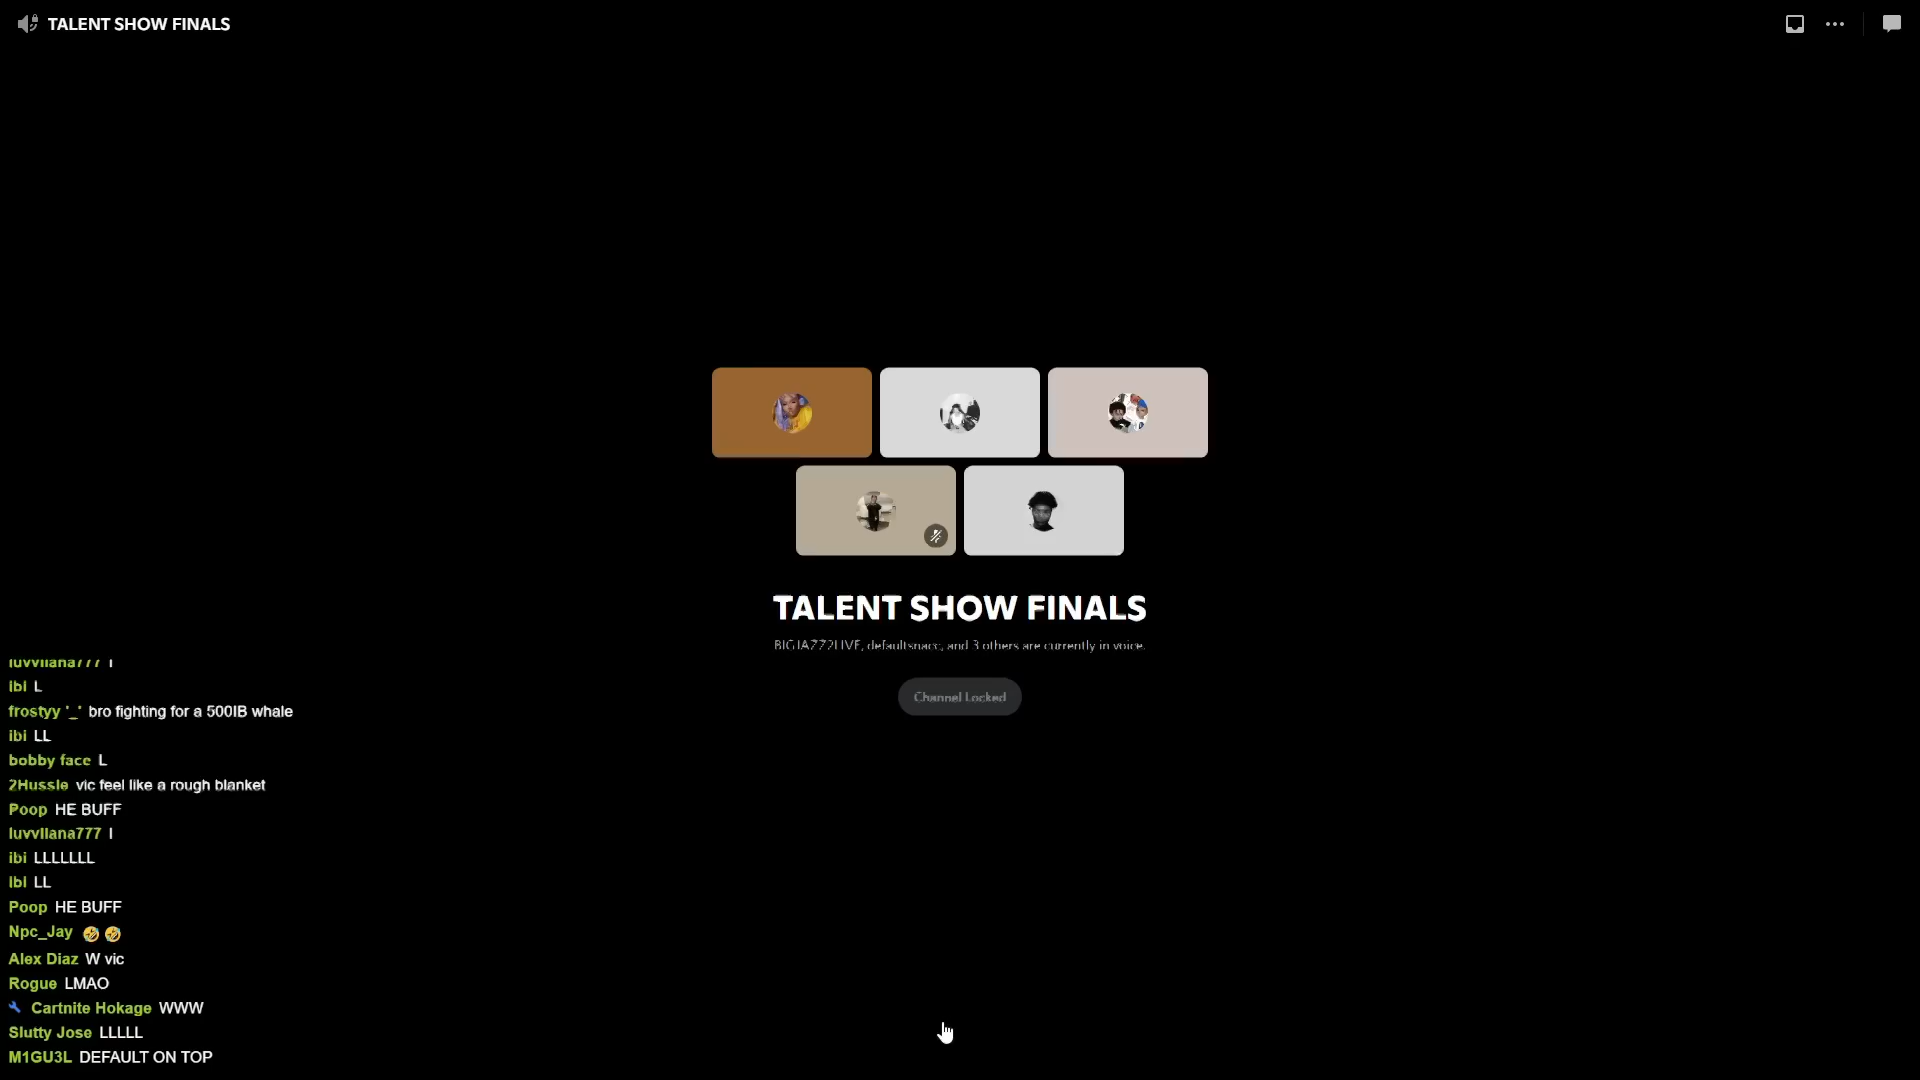 TALENT SHOW FINALS
TALENT SHOW FINALS
BIGJAZZ2LIVE, defaultsnacc, and 3 others are currently in voice.
Channel Locked
luvvliana777 l
ibi L
frostyy '_' bro fighting for a 500IB whale
ibi LL
bobby face L
2Hussle vic feel like a rough blanket
Poop HE BUFF
luvvliana777 l
ibi LLLLLLL
ibi LL
Poop HE BUFF
Npc_Jay 🤣 🤣
Alex Diaz W vic
Rogue LMAO
Cartnite Hokage WWW
Slutty Jose LLLLL
M1GU3L DEFAULT ON TOP